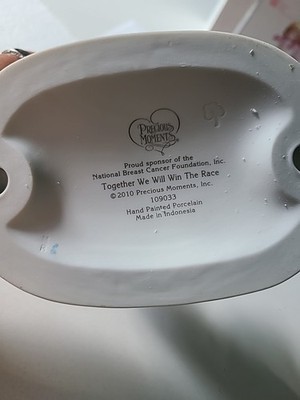 PRECIOUS
MOMENTS
Proud sponsor of the
National Breast Cancer Foundation, Inc.
Together We Will Win The Race
©2010 Precious Moments, Inc.
109033
Hand Painted Porcelain
Made in Indonesia